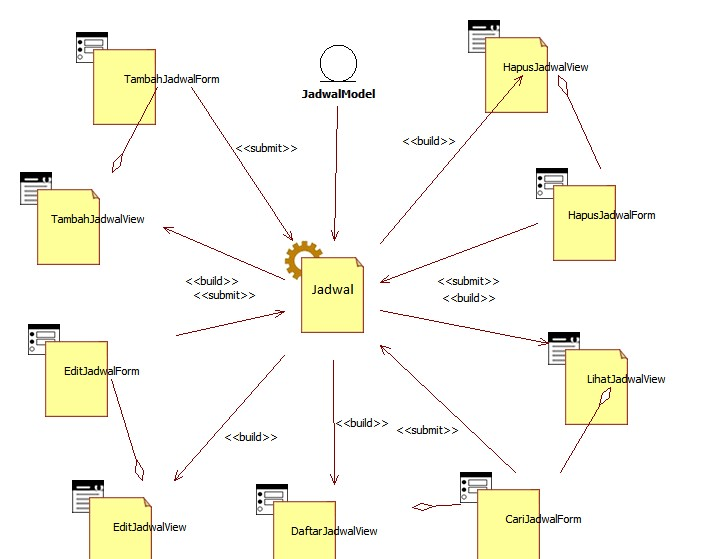 HapusJadwalView
TambahJadwalForm
JadwalModel
<<submit>>
<<build>>
TambahJadwalView
HapusJadwalForm
<<build>>
<<submit>>
<<submit>>
<<build>>
Jadwal
EditJadwalForm
LihatJadwalView
<<build>>
<<build>>
<<submit>>
EditJadwalView
DaftarJadwalView
CariJadwalForm